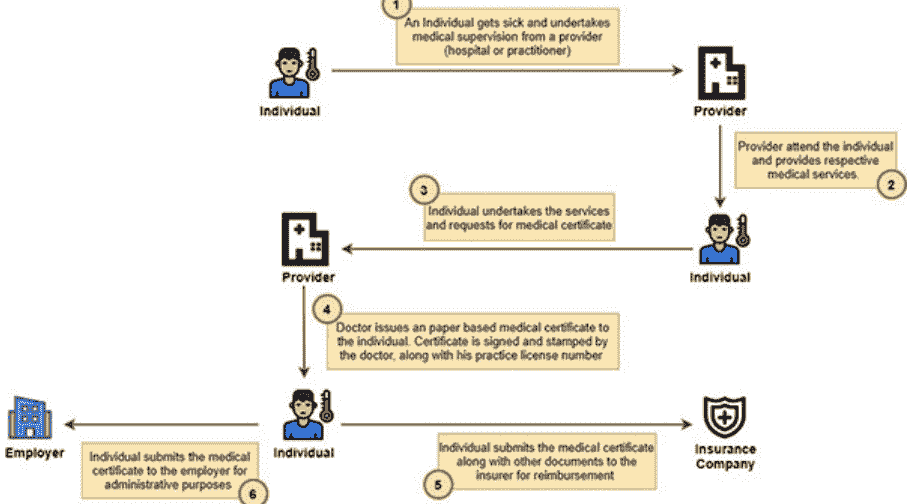 1
An Individual gets sick and undertakes
medical supervision from a provider
(hospital or practitioner)
Individual
Provider
Provider attend the individual
and provides respective
medical services.
2
3
Individual undertakes the services
and requests for medical certificate
Provider
Individual
4
Doctor issues an paper based medical certificate to
the individual. Certificate is signed and stamped by
the doctor, along with his practice license number
Employer
Individual
Insurance
Company
Individual submits the medical
certificate to the employer for
administrative purposes
6
Individual submits the medical certificate
along with other documents to the
insurer for reimbursement
5